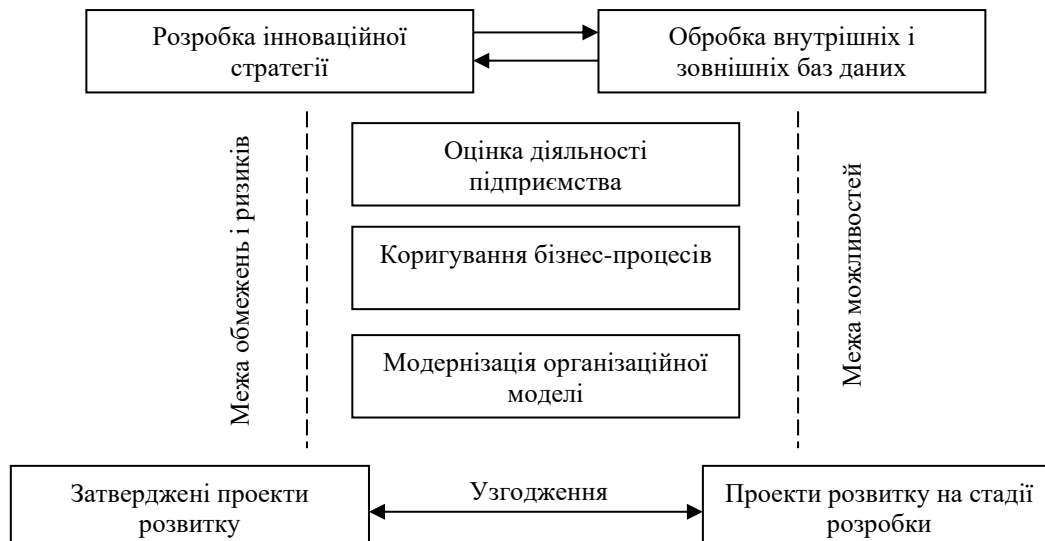 Розробка інноваційної
стратегії
Обробка внутрішніх і
зовнішніх баз даних
Межа обмежень і ризиків
Оцінка діяльності
підприємства
Коригування бізнес-процесів
Модернізація організаційної
моделі
Межа можливостей
Затверджені проекти
розвитку
Узгодження
Проекти розвитку на стадії
розробки